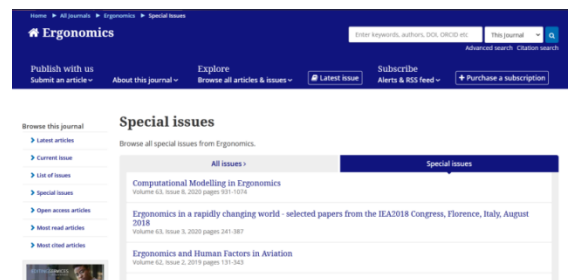 Home ▶ All Journals ▶ Ergonomics ▶ Special Issues
Ergonomics
Enter keywords, authors, DOI, ORCID etc
This Journal
Advanced search Citation search
Publish with us
Submit an article
About this journal
Explore
Browse all articles & issues
Latest issue
Subscribe
Alerts & RSS feed
+ Purchase a subscription
Browse this journal
Latest articles
Current issue
List of issues
Special issues
Open access articles
Most read articles
Most cited articles
Special issues
Browse all special issues from Ergonomics.
All issues ›
Special issues
Computational Modelling in Ergonomics
Volume 63, Issue 8, 2020 pages 931-1074
Ergonomics in a rapidly changing world - selected papers from the IEA2018 Congress, Florence, Italy, August
2018
Volume 63, Issue 3, 2020 pages 241-387
Ergonomics and Human Factors in Aviation
Volume 62, Issue 2, 2019 pages 131-343